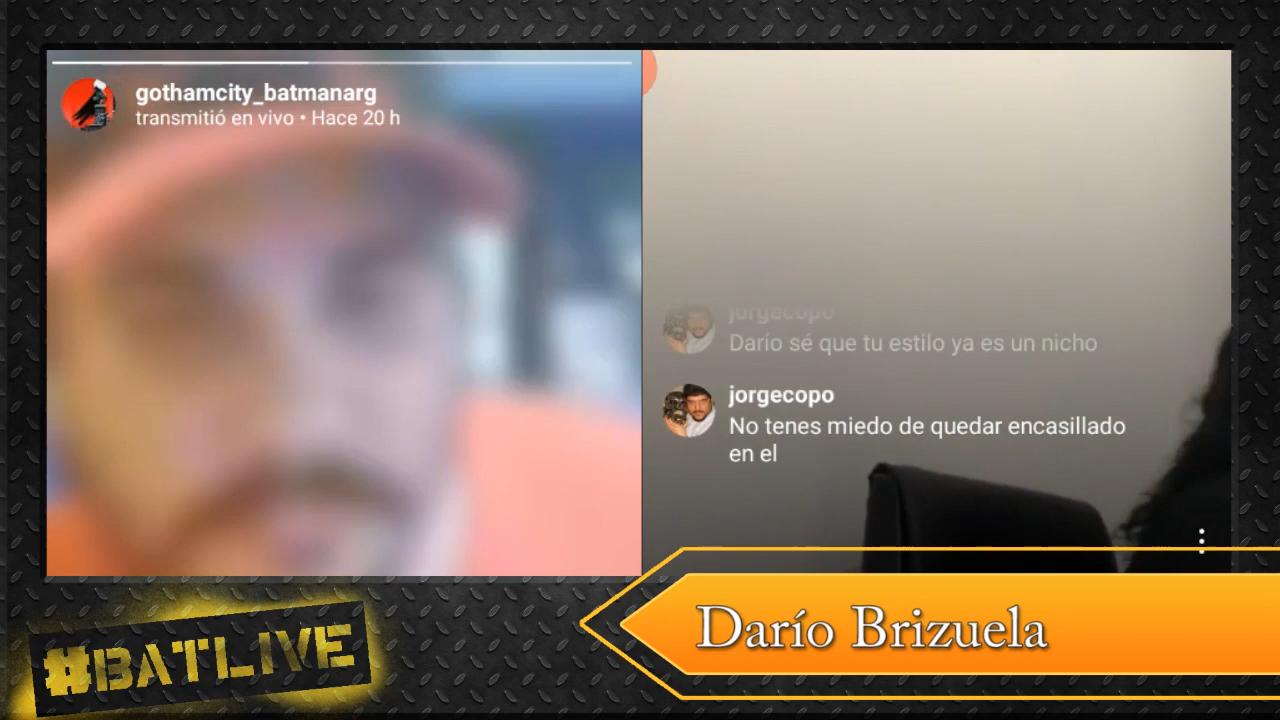 gothamcity_batmanarg
transmitió en vivo • Hace 20 h
jorgecopo
Darío sé que tu estilo ya es un nicho
jorgecopo
No tenes miedo de quedar encasillado
en el
Darío Brizuela
#BATLIVE